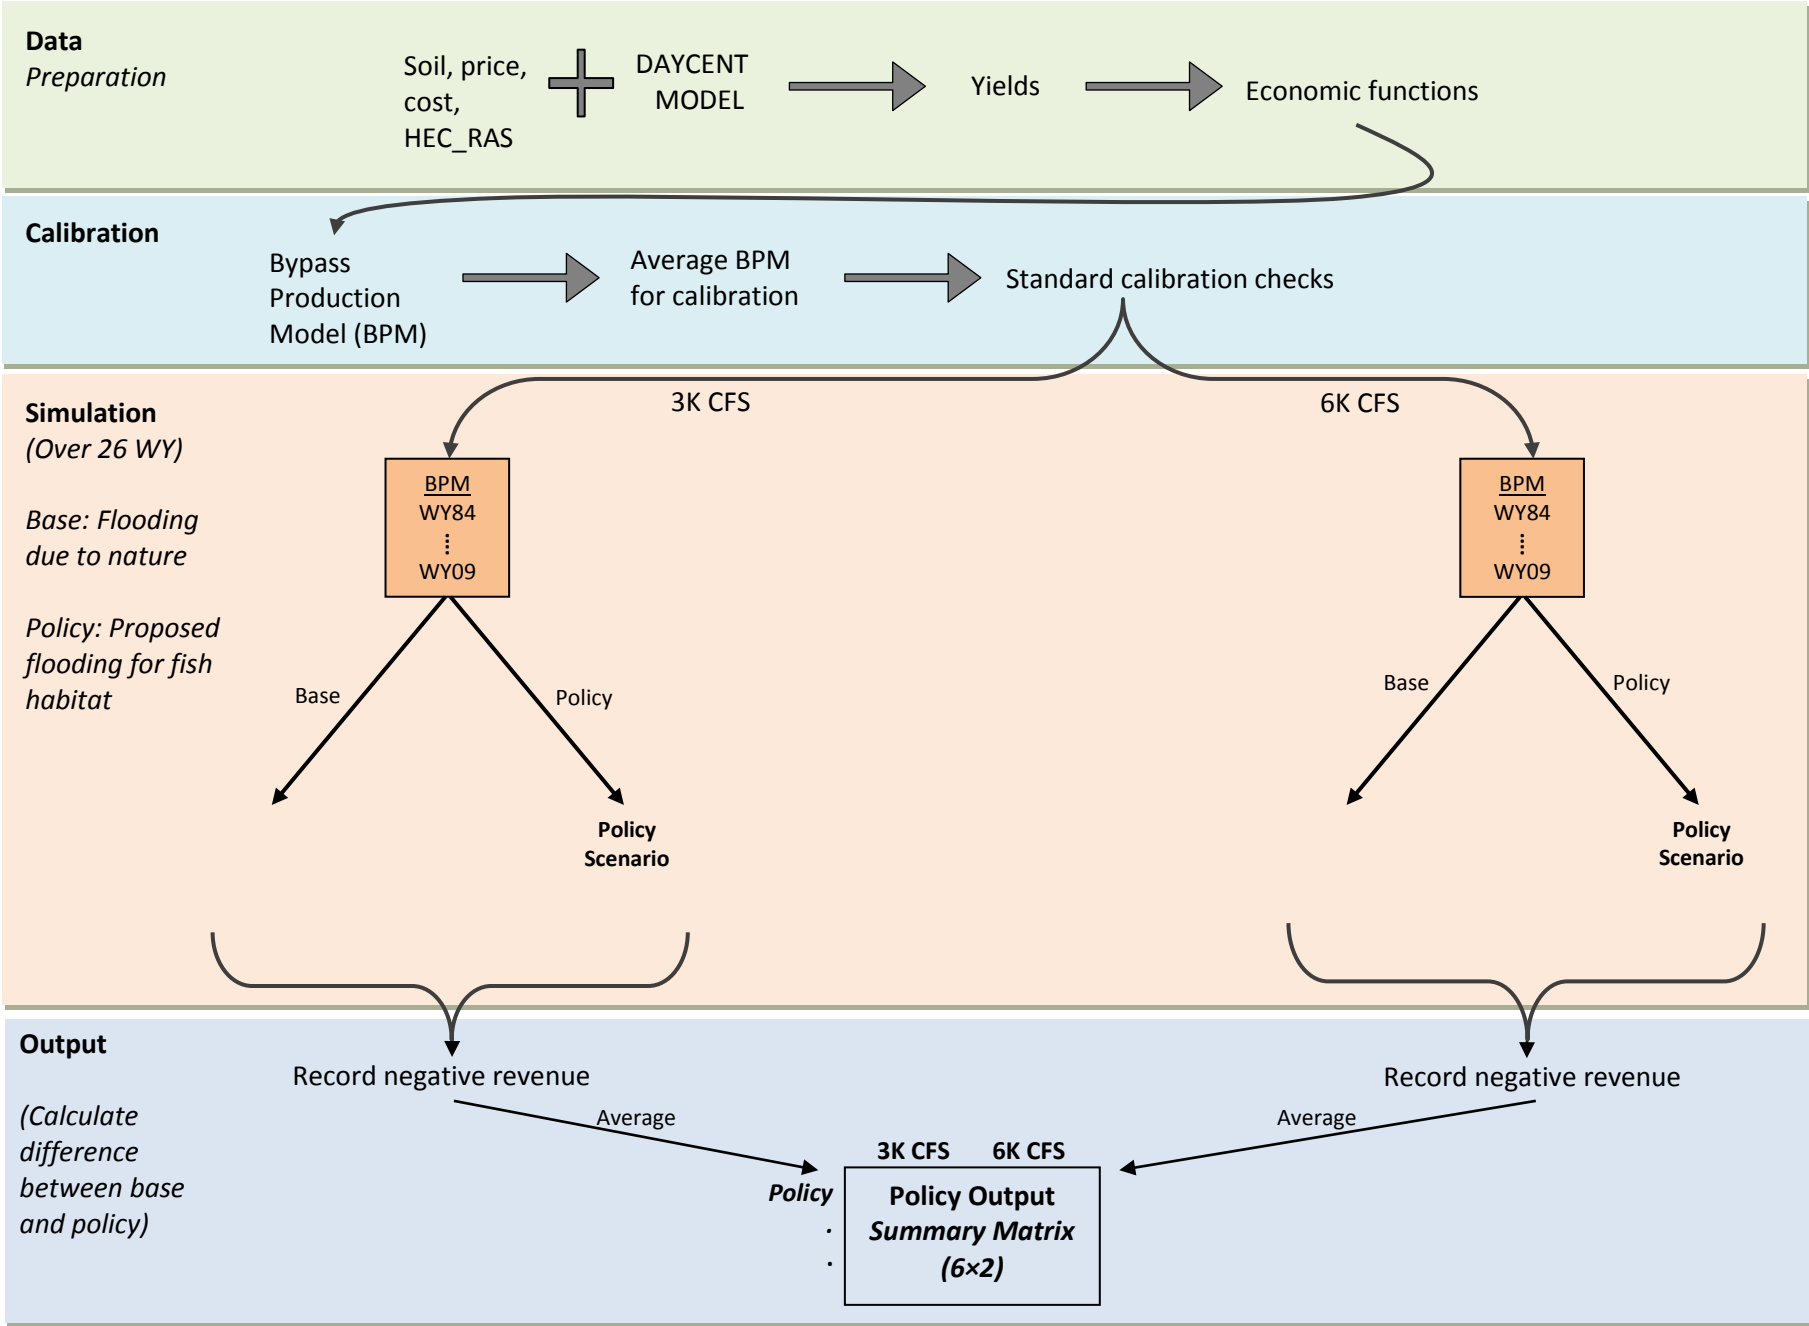 Data
Preparation
Soil, price,
cost,
HEC_RAS
DAYCENT
MODEL
Yields
Economic functions
Calibration
Bypass
Production
Model (BPM)
Average BPM
for calibration
Standard calibration checks
Simulation
(Over 26 WY)
Base: Flooding
due to nature
Policy: Proposed
flooding for fish
habitat
3K CFS
6K CFS
BPM
WY84
WY09
Base
Policy
Policy
Scenario
BPM
WY84
WY09
Base
Policy
Policy
Scenario
Output
(Calculate
difference
between base
and policy)
Record negative revenue
Record negative revenue
Average
Average
3K CFS 6K CFS
Policy
.
.
Policy Output
Summary Matrix
(6×2)